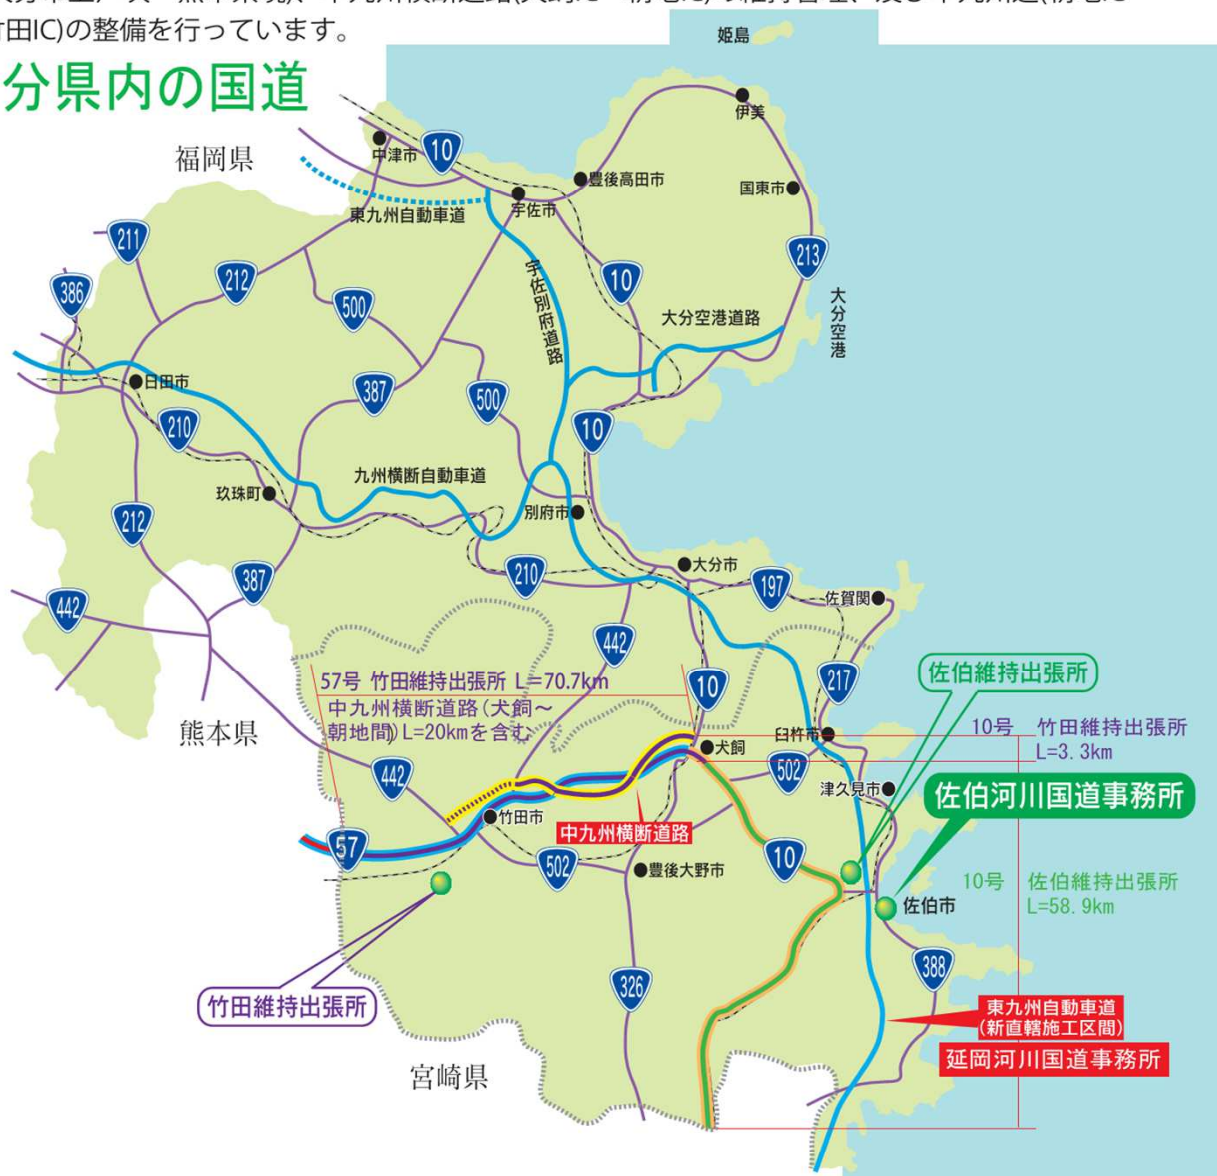 竹田IC)の整備を行っています。
分県内の国道
姫島
伊美
福岡県
中津市
10
豊後高田市
国東市
東九州自動車道
宇佐市
211
213
386
212
10
500
宇佐別府道路
大分空港道路
大分空港
日田市
387
500
210
10
九州横断自動車道
玖珠町
別府市
212
大分市
387
210
197
佐賀関
442
442
217
佐伯維持出張所
57号 竹田維持出張所 L=70.7km
中九州横断道路(犬飼~
朝地間)L=20kmを含む
10
熊本県
臼杵市
10号 竹田維持出張所
L=3.3km
犬飼
442
502
津久見市
佐伯河川国道事務所
竹田市
中九州横断道路
57
502
豊後大野市
10
10号 佐伯維持出張所
L=58.9km
佐伯市
388
326
竹田維持出張所
東九州自動車道
(新直轄施工区間)
延岡河川国道事務所
宮崎県